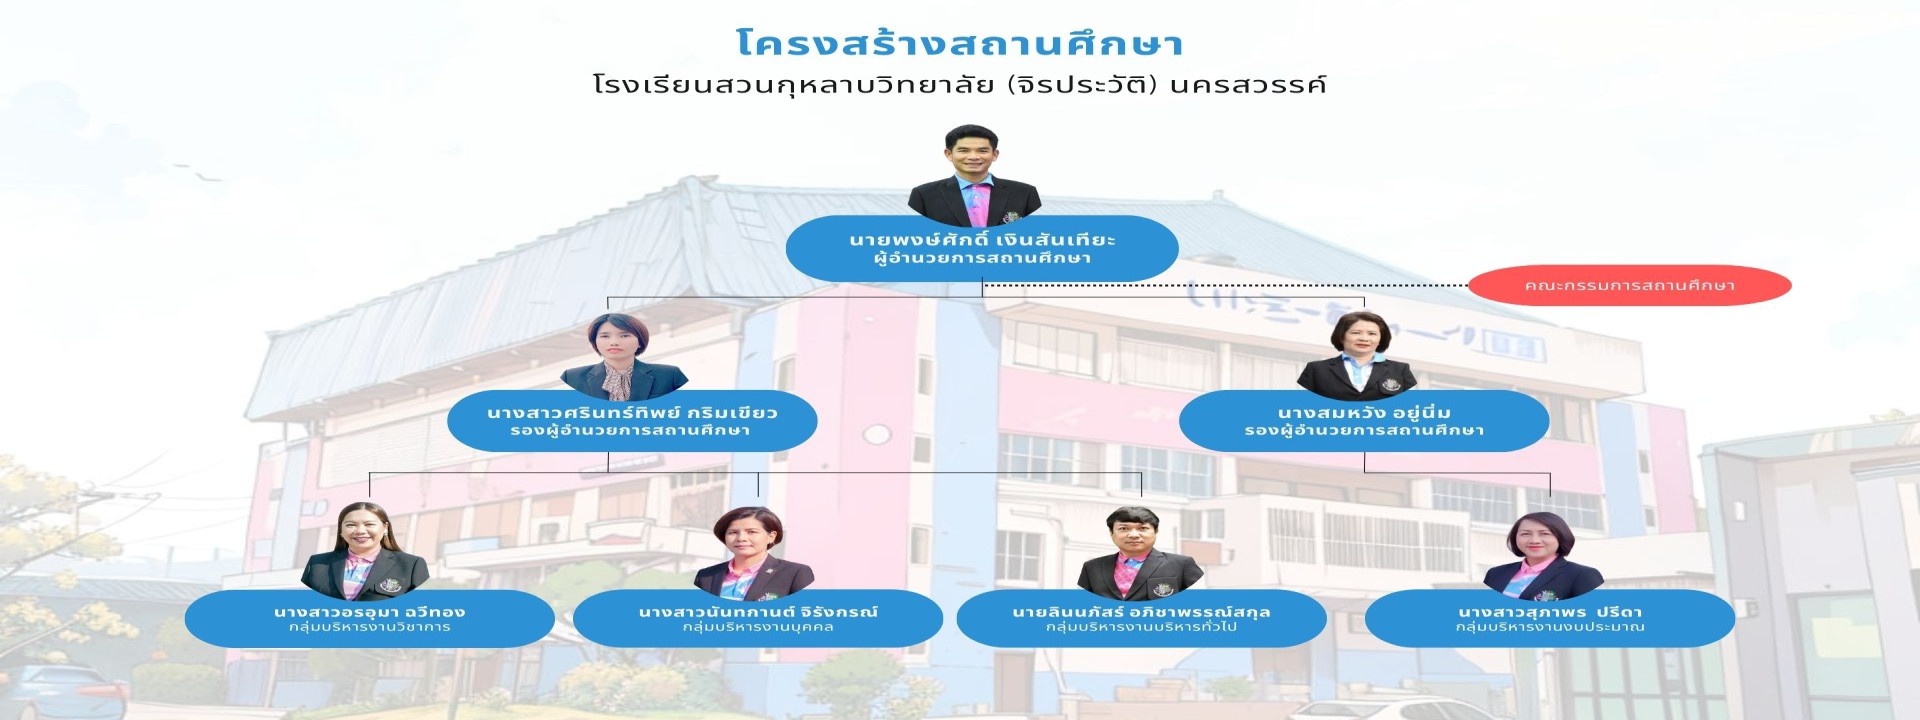 โครงสร้างสถานศึกษา
โรงเรียนสวนกุหลาบวิทยาลัย (จิรประวัติ) นครสวรรค์
นายพงษ์ศักดิ์ เงินสันเทียะ
ผู้อำนวยการสถานศึกษา
คณะกรรมการสถานศึกษา
นางสาวศรินทร์ทิพย์ กริมเขียว
รองผู้อำนวยการสถานศึกษา
นางสมหวัง อยู่นิ่ม
รองผู้อำนวยการสถานศึกษา
นางสาวอรอุมา ฉวีทอง
กลุ่มบริหารงานวิชาการ
นางสาวนันทกานต์ จิรังกรณ์
กลุ่มบริหารงานบุคคล
นายลินนภัสร์ อภิชาพรรณ์สกุล
กลุ่มบริหารงานบริหารทั่วไป
นางสาวสุภาพร ปรีดา
กลุ่มบริหารงานงบประมาณ